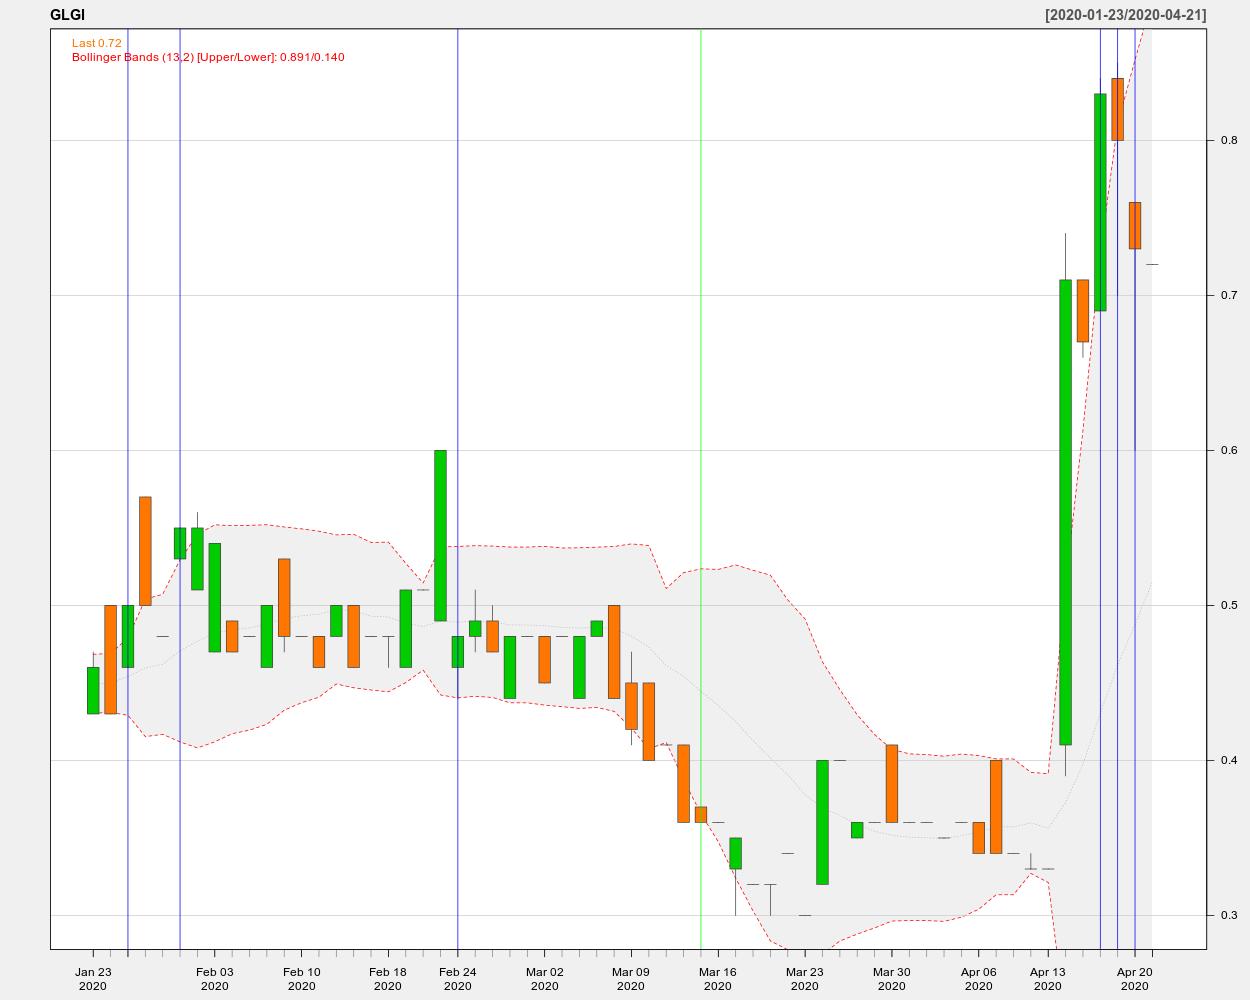 GLGI
[2020-01-23/2020-04-21]
Last 0.72
Bollinger Bands (13,2) [Upper/Lower]: 0.891/0.140
0.8
0.7
0.6
0.5
0.4
0.3
Jan 23 Feb 03 Feb 10 Feb 18 Feb 24 Mar 02 Mar 09 Mar 16 Mar 23 Mar 30 Apr 06 Apr 13 Apr 20
2020 2020 2020 2020 2020 2020 2020 2020 2020 2020 2020 2020 2020